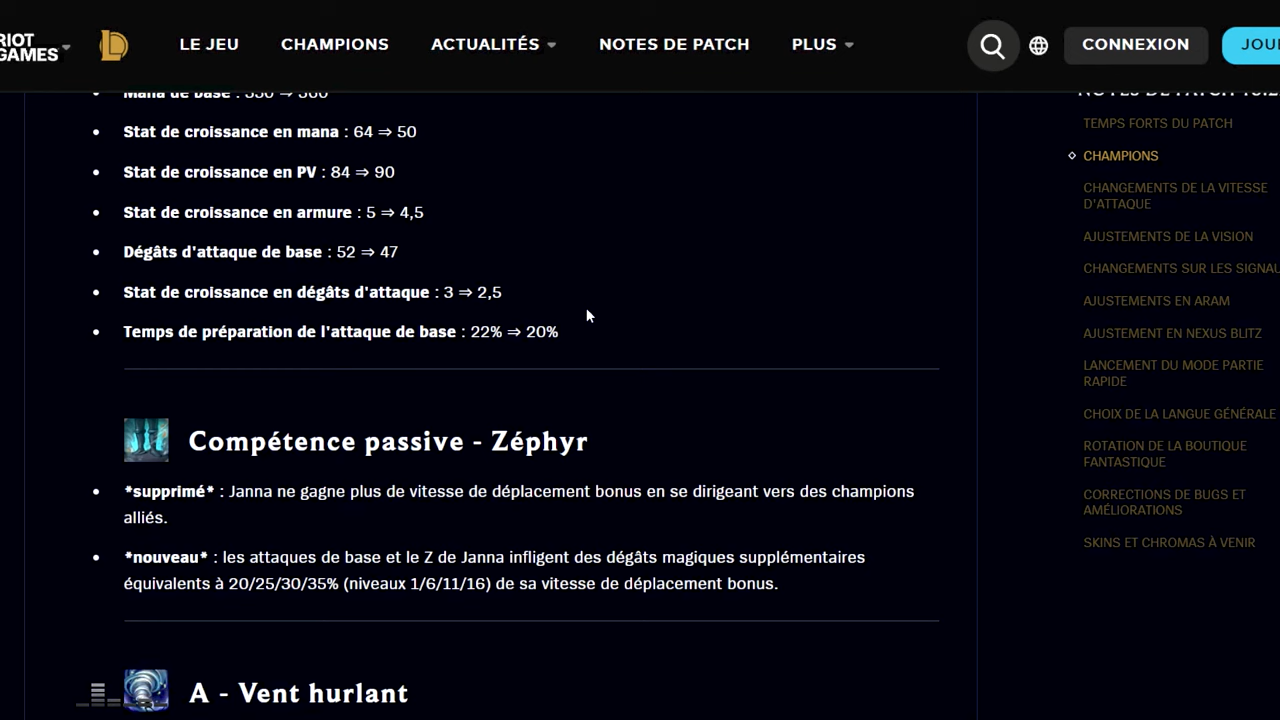 RIOT
GAMES
LE JEU
CHAMPIONS
ACTUALITÉS
NOTES DE PATCH
PLUS
CONNEXION
JOU
Mana de base : 350 ⇒ 360
Stat de croissance en mana : 64 ⇒ 50
Stat de croissance en PV : 84 ⇒ 90
Stat de croissance en armure : 5 ⇒ 4,5
Dégâts d'attaque de base : 52 ⇒ 47
Stat de croissance en dégâts d'attaque : 3 ⇒ 2,5
Temps de préparation de l'attaque de base : 22% ⇒ 20%
Compétence passive - Zéphyr
*supprimé* : Janna ne gagne plus de vitesse de déplacement bonus en se dirigeant vers des champions
alliés.
*nouveau* : les attaques de base et le Z de Janna infligent des dégâts magiques supplémentaires
équivalents à 20/25/30/35% (niveaux 1/6/11/16) de sa vitesse de déplacement bonus.
A - Vent hurlant
NOTES DE PATCH
TEMPS FORTS DU PATCH
CHAMPIONS
CHANGEMENTS DE LA VITESSE
D'ATTAQUE
AJUSTEMENTS DE LA VISION
CHANGEMENTS SUR LES SIGNAU
AJUSTEMENTS EN ARAM
AJUSTEMENT EN NEXUS BLITZ
LANCEMENT DU MODE PARTIE
RAPIDE
CHOIX DE LA LANGUE GÉNÉRALE
ROTATION DE LA BOUTIQUE
FANTASTIQUE
CORRECTIONS DE BUGS ET
AMÉLIORATIONS
SKINS ET CHROMAS À VENIR